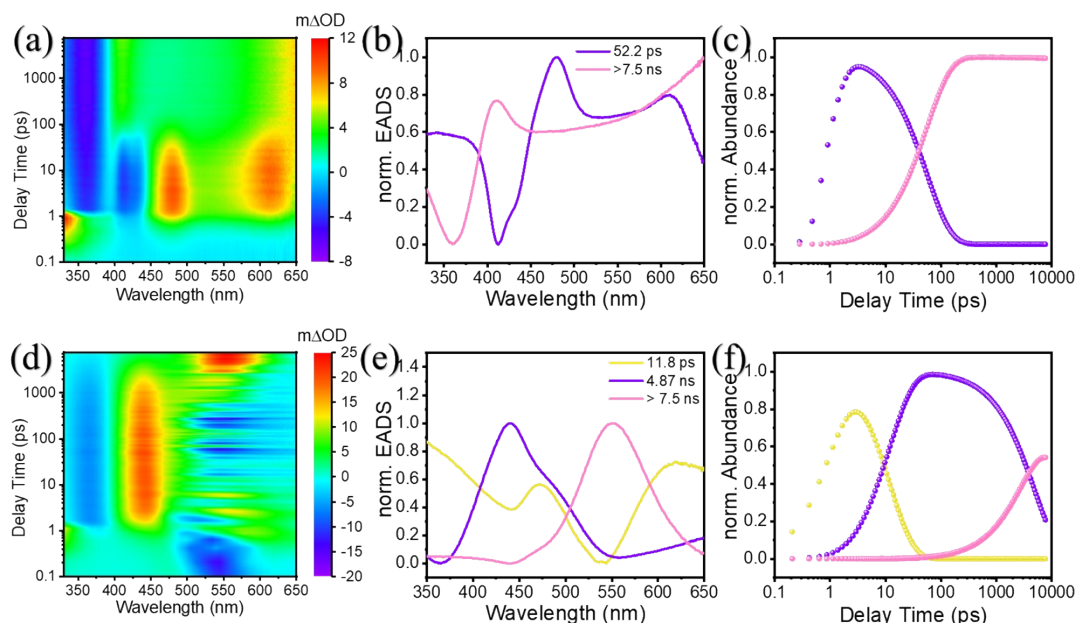 (a)
mΔOD
12
8
4
0
-4
-8
1000
100
10
1
0.1
350 400 450 500 550 600 650
Delay Time (ps)
Wavelength (nm)
(b)
52.2 ps
>7.5 ns
1.0
0.8
0.6
0.4
0.2
0.0
350 400 450 500 550 600 650
norm. EADS
Wavelength (nm)
(c)
1.0
0.8
0.6
0.4
0.2
0.0
0.1 1 10 100 1000 10000
norm. Abundance
Delay Time (ps)
(d)
mΔOD
25
20
15
10
5
0
-5
-10
-15
-20
1000
100
10
1
0.1
350 400 450 500 550 600 650
Delay Time (ps)
Wavelength (nm)
(e)
11.8 ps
4.87 ns
> 7.5 ns
1.4
1.2
1.0
0.8
0.6
0.4
0.2
0.0
350 400 450 500 550 600 650
norm. EADS
Wavelength (nm)
(f)
1.0
0.8
0.6
0.4
0.2
0.0
0.1 1 10 100 1000 10000
norm. Abundance
Delay Time (ps)